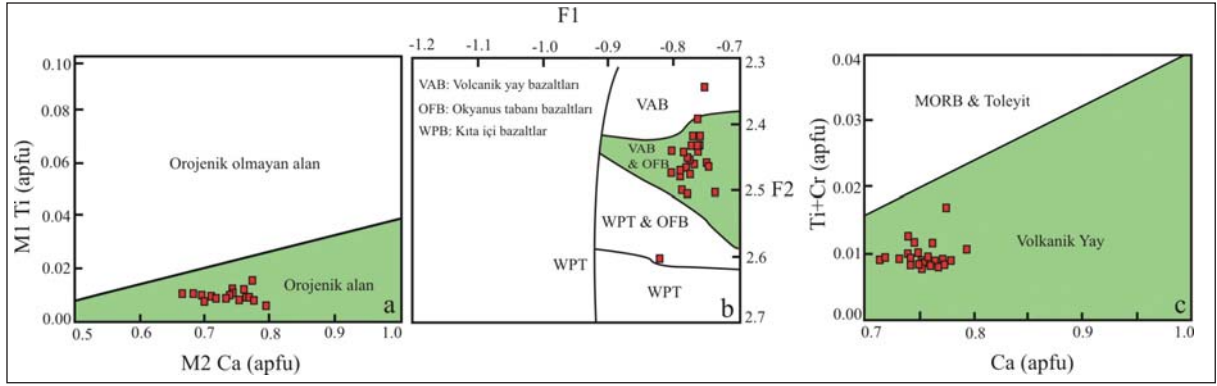 M1 Ti (apfu)
0.10
0.08
0.06
0.04
0.02
0.00
Orojenik olmayan alan
Orojenik alan
a
0.5
0.6
0.7
0.8
0.9
1.0
M2 Ca (apfu)
F1
-1.2
-1.1
-1.0
-0.9
-0.8
-0.7
VAB: Volcanik yay bazaltları
OFB: Okyanus tabanı bazaltları
WPB: Kıta içi bazaltlar
VAB
VAB
& OFB
WPT & OFB
WPT
WPT
b
2.3
2.4
2.5
2.6
2.7
F2
Ti+Cr (apfu)
0.04
0.03
0.02
0.01
0.00
MORB & Toleyit
Volkanik Yay
c
0.7
0.8
0.9
1.0
Ca (apfu)